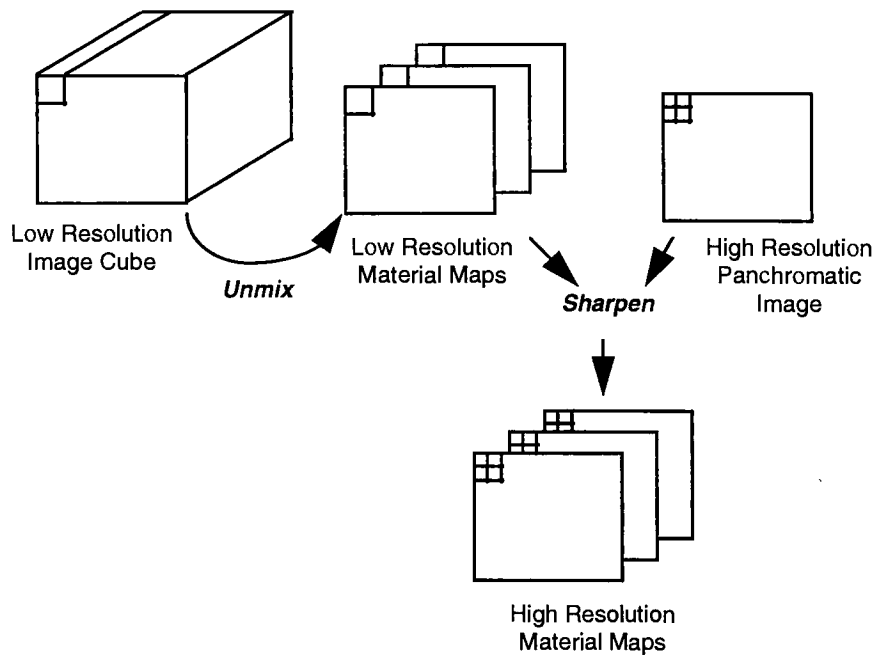 Low Resolution
Image Cube
Unmix
Low Resolution
Material Maps
High Resolution
Panchromatic
Image
Sharpen
High Resolution
Material Maps